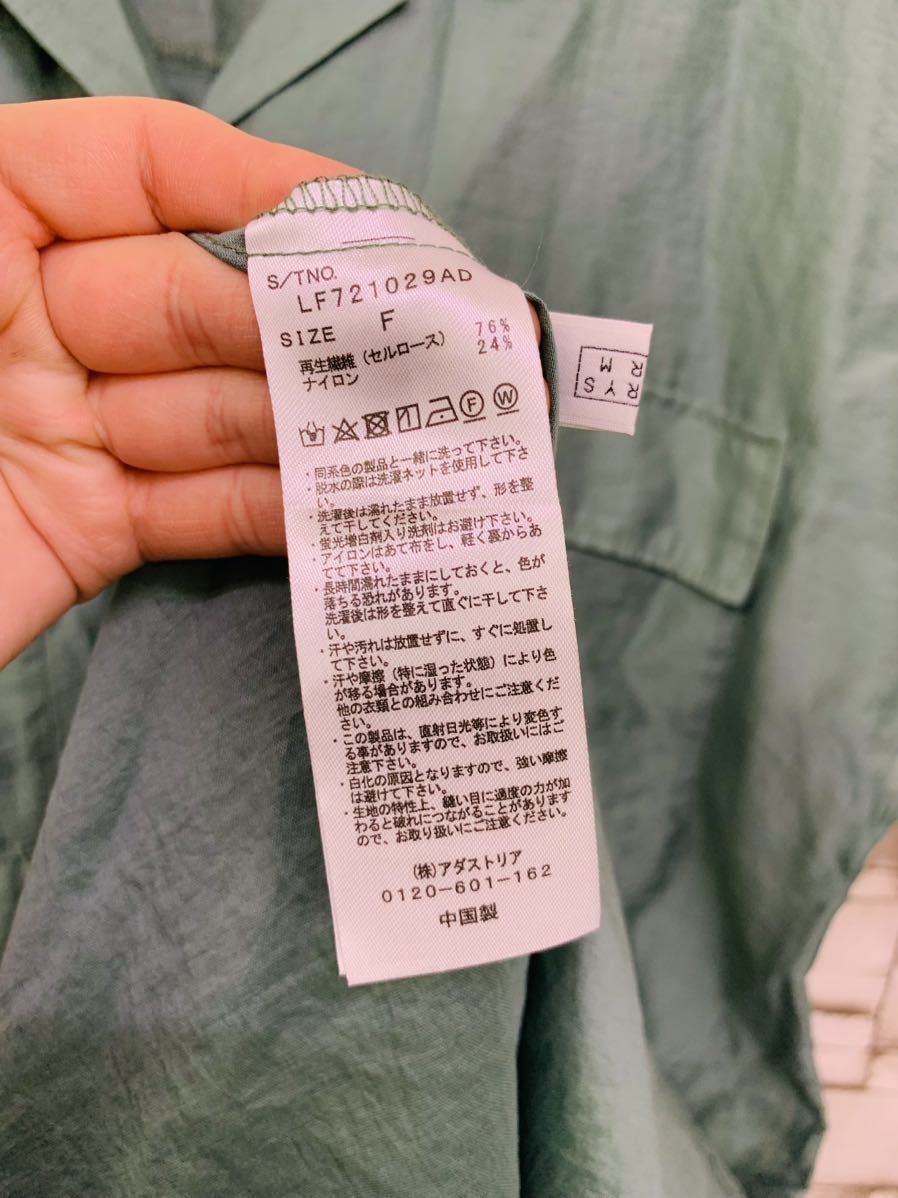 S/TNO.
LF721029AD
SIZE F
再生繊維（セルロース） 76%
ナイロン 24%
F W
・同系色の製品と一緒に洗って下さい。
・脱水の際は洗濯ネットを使用して下さ
い。
・洗濯後は濡れたまま放置せず、形を整
えて干してください。
・蛍光増白剤入り洗剤はお避け下さい。
・アイロンはあて布をし、軽く裏からあ
てて下さい。
・長時間濡れたままにしておくと、色が
落ちる恐れがあります。
洗濯後は形を整えて直ぐに干して下さ
い。
・汗や汚れは放置せずに、すぐに処置し
て下さい。
・汗や摩擦（特に湿った状態）により色
が移る場合があります。
他の衣類との組み合わせにご注意くだ
さい。
・この製品は、直射日光等により変色す
る事がありますので、お取扱いにはご
注意下さい。
・白化の原因となりますので、強い摩擦
は避けて下さい。
・生地の特性上、縫い目に過度の力が加
わると破れにつながることがあります
ので、お取り扱いにご注意ください。
(株)アダストリア
0120-601-162
中国製
RYS
RM